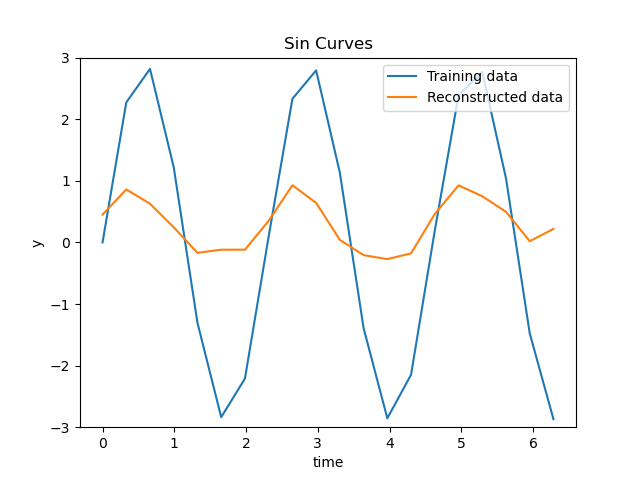 Sin Curves
Training data
Reconstructed data
3
2
1
0
−1
−2
−3
y
0 1 2 3 4 5 6
time